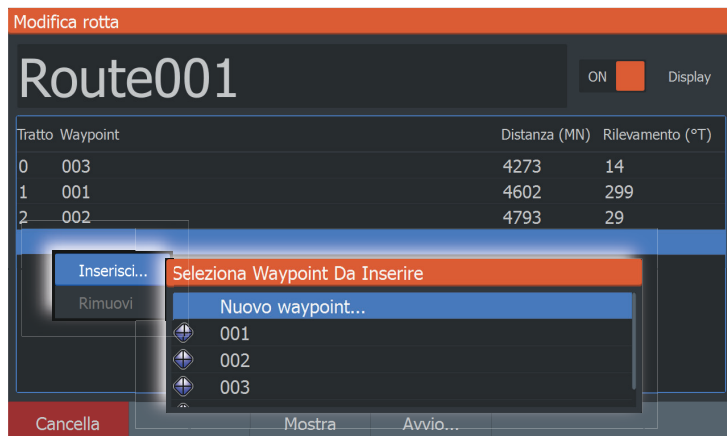 Modifica rotta
Route001
ON Display
Tratto Waypoint Distanza (MN) Rilevamento (°T)
0 003 4273 14
1 001 4602 299
2 002 4793 29
Inserisci...
Rimuovi
Seleziona Waypoint Da Inserire
Nuovo waypoint...
001
002
003
Cancella Mostra Avvio...